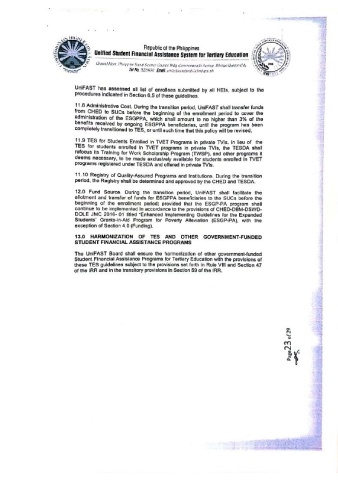 Republic of the Philippines
Unified Student Financial Assistance System for Tertiary Education
UniFAST has assessed all list of enrollees submitted by all HEIs, subject to the
procedures indicated in Section 6.5 of these guidelines.
11.8 Administrative Cost. During the transition period, UniFAST shall transfer funds
from CHED to SUCs before the beginning of the enrollment period to cover the
administration of the ESGPPA, which shall amount to no higher than 3% of the
benefits received by ongoing ESGPPA beneficiaries, until the program has been
completely transitioned to TES, or until such time that this policy will be revised.
11.9 TES for Students Enrolled in TVET Programs in private TVIs. In lieu of the
TES for students enrolled in TVET programs in private TVIs, the TESDA shall
refocus its Training for Work Scholarship Program (TWSP), and other programs it
deems necessary, to be made exclusively available for students enrolled in TVET
programs registered under TESDA and offered in private TVIs.
11.10 Registry of Quality-Assured Programs and Institutions. During the transition
period, the Registry shall be determined and approved by the CHED and TESDA.
12.0 Fund Source. During the transition period, UniFAST shall facilitate the
allotment and transfer of funds for ESGPPA beneficiaries to the SUCs before the
beginning of the enrollment period; provided that the ESGP-PA program shall
continue to be implemented in accordance to the provisions of CHED-DBM-DSWD-
DOLE JMC 2016- 01 titled "Enhanced Implementing Guidelines for the Expanded
Students' Grants-in-Aid Program for Poverty Alleviation (ESGP-PA), with the
exception of Section 4.0 (Funding).
13.0 HARMONIZATION OF TES AND OTHER GOVERNMENT-FUNDED
STUDENT FINANCIAL ASSISTANCE PROGRAMS
The UniFAST Board shall ensure the harmonization of other government-funded
Student Financial Assistance Programs for Tertiary Education with the provisions of
these TES guidelines subject to the provisions set forth in Rule VIII and Section 47
of the IRR and in the transitory provisions in Section 59 of the IRR.
Page 23 of 29